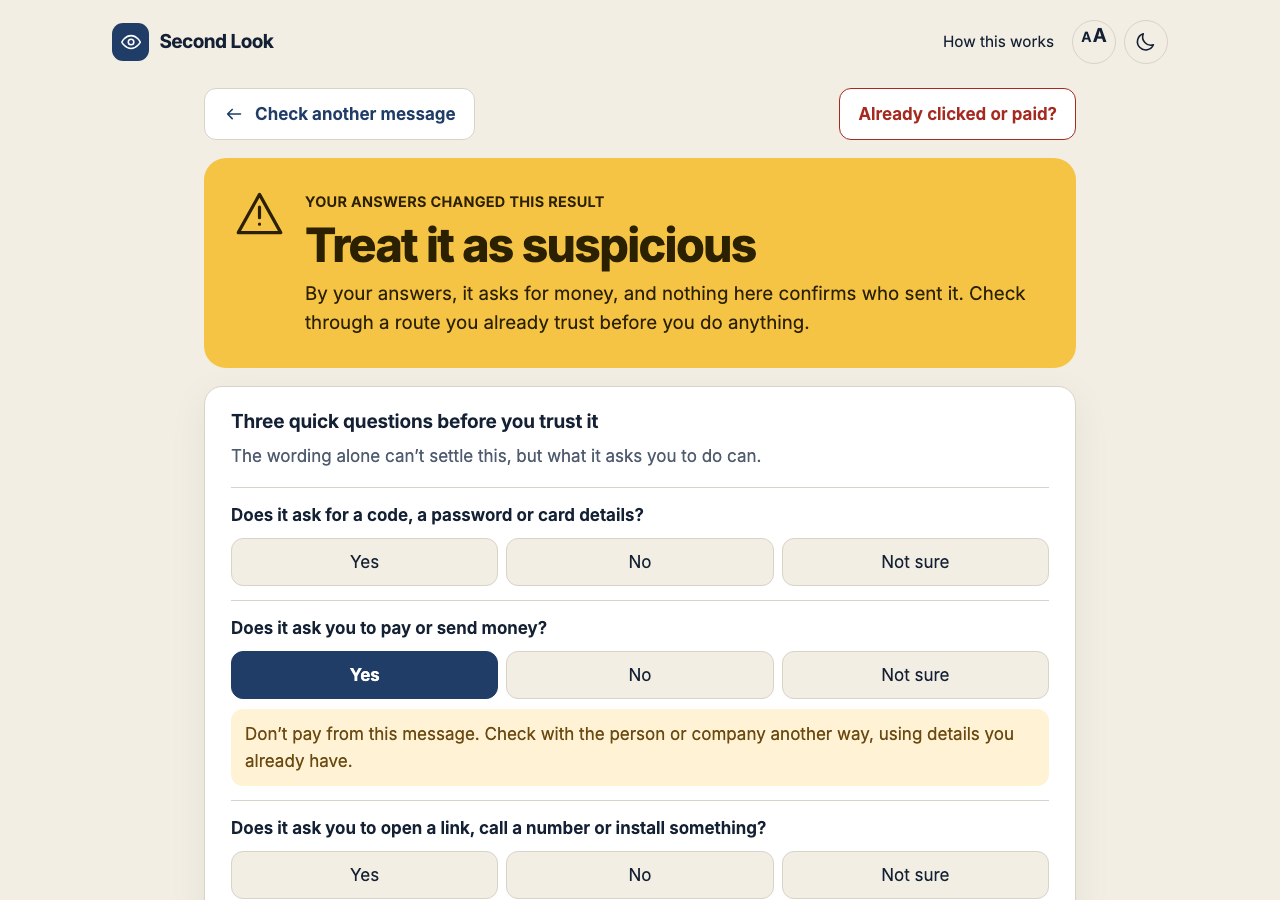 Second Look
How this works
AA
Check another message
Already clicked or paid?
YOUR ANSWERS CHANGED THIS RESULT
Treat it as suspicious
By your answers, it asks for money, and nothing here confirms who sent it. Check
through a route you already trust before you do anything.
Three quick questions before you trust it
The wording alone can’t settle this, but what it asks you to do can.
Does it ask for a code, a password or card details?
Yes
No
Not sure
Does it ask you to pay or send money?
Yes
No
Not sure
Don’t pay from this message. Check with the person or company another way, using details you
already have.
Does it ask you to open a link, call a number or install something?
Yes
No
Not sure